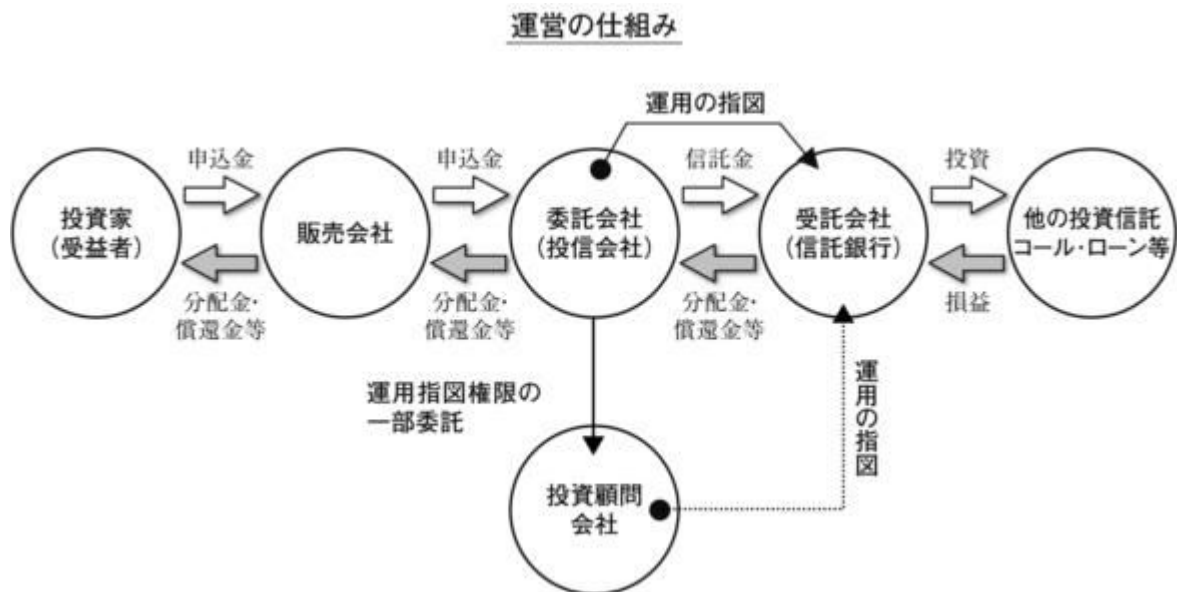 運営の仕組み
運用の指図
申込金
申込金
信託金
投資
投資家
(受益者)
販売会社
委託会社
(投信会社)
受託会社
(信託銀行)
他の投資信託
コール・ローン等
分配金・
償還金等
分配金・
償還金等
分配金・
償還金等
損益
運用指図権限の
一部委託
運用の指図
投資顧問
会社